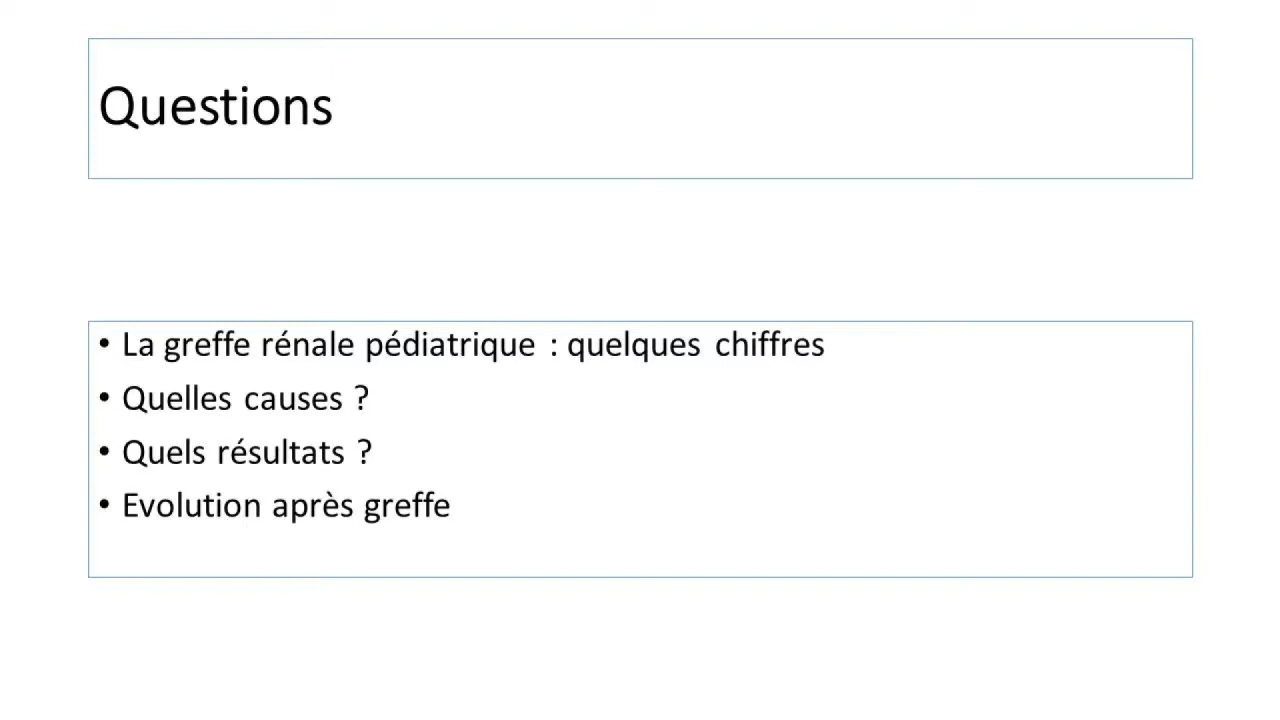 Questions
• La greffe rénale pédiatrique : quelques chiffres
• Quelles causes ?
• Quels résultats ?
• Evolution après greffe